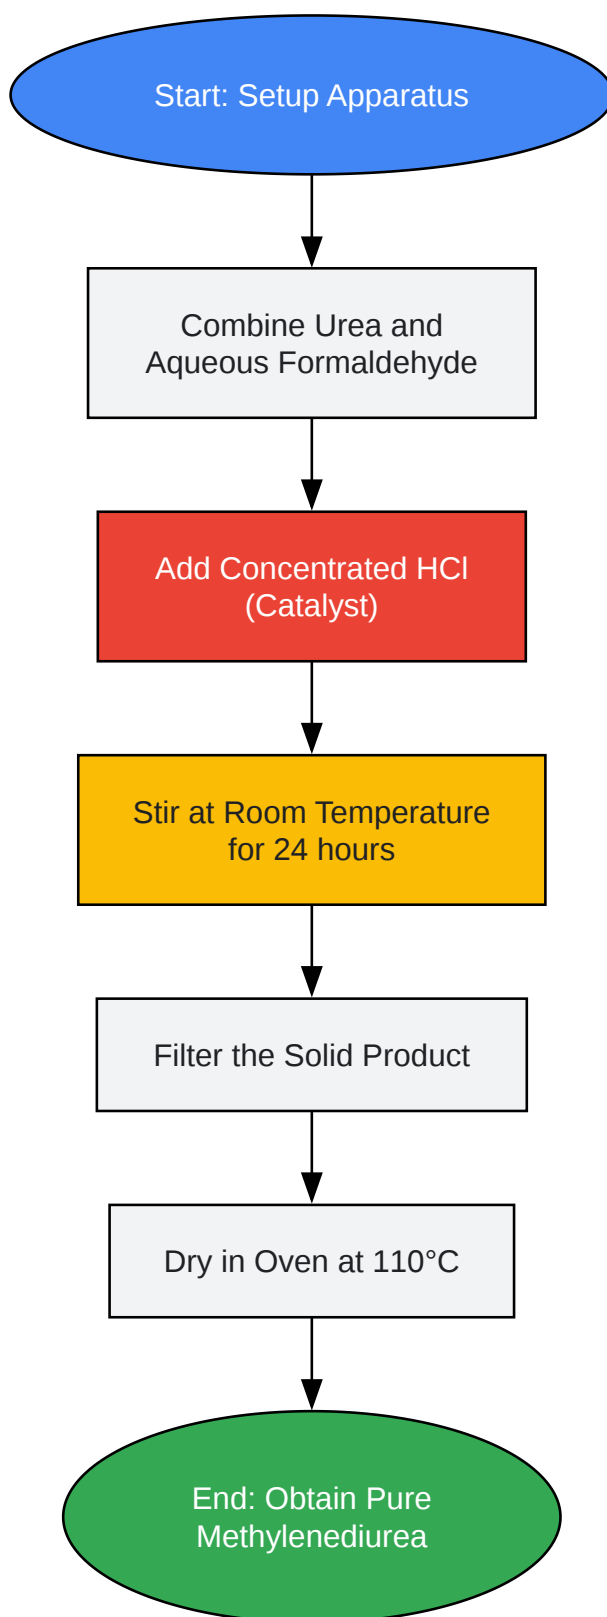 Start: Setup Apparatus
Combine Urea and
Aqueous Formaldehyde
Add Concentrated HCl
(Catalyst)
Stir at Room Temperature
for 24 hours
Filter the Solid Product
Dry in Oven at 110°C
End: Obtain Pure
Methylenediurea